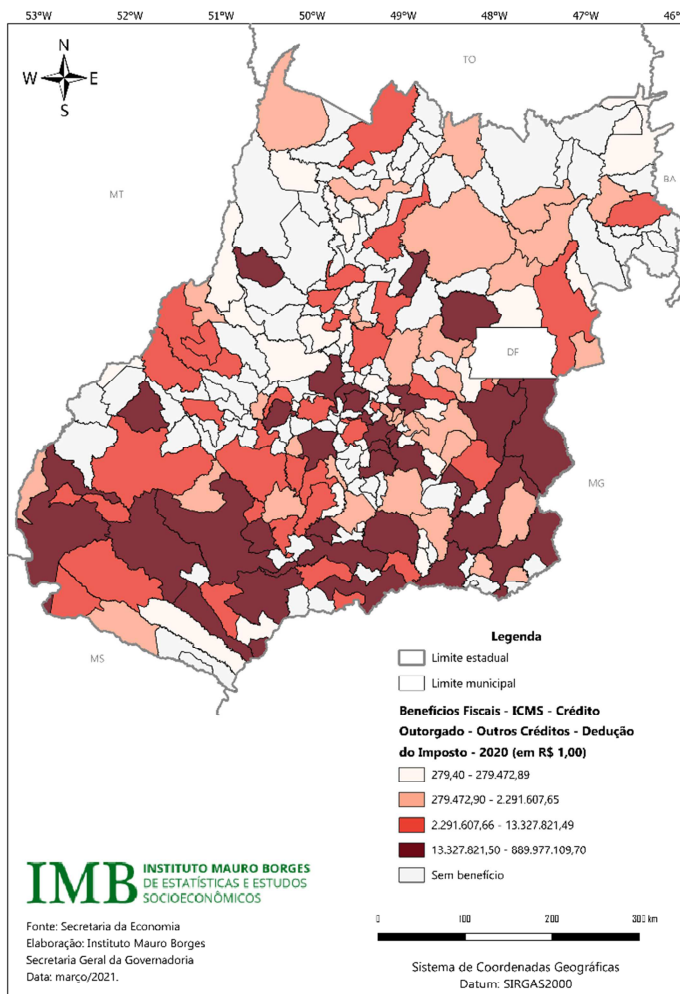 53°W 52°W 51°W 50°W 49°W 48°W 47°W 46°
N
W E
S
TO
BA
MT
DF
MG
MS
Legenda
Limite estadual
Limite municipal
Benefícios Fiscais - ICMS - Crédito
Outorgado - Outros Créditos - Dedução
do Imposto - 2020 (em R$ 1,00)
279,40 - 279.472,89
279.472,90 - 2.291.607,65
2.291.607,66 - 13.327.821,49
13.327.821,50 - 889.977.109,70
Sem benefício
IMB INSTITUTO MAURO BORGES
DE ESTATÍSTICAS E ESTUDOS
SOCIOECONÔMICOS
Fonte: Secretaria da Economia
Elaboração: Instituto Mauro Borges
Secretaria Geral da Governadoria
Data: março/2021.
0 100 200 300 km
Sistema de Coordenadas Geográficas
Datum: SIRGAS2000